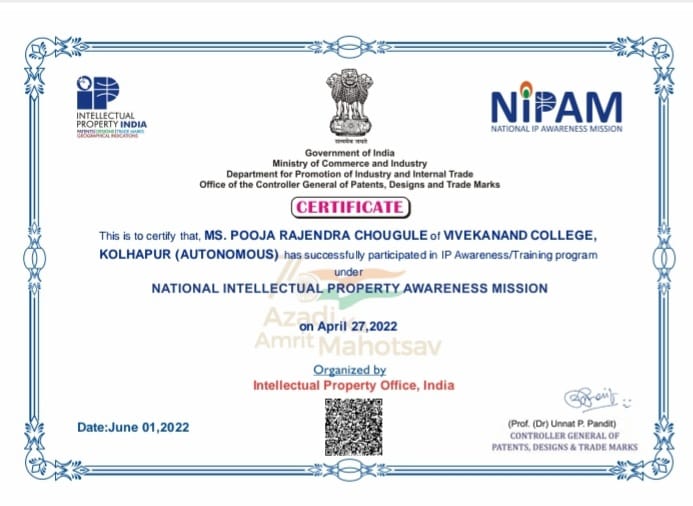 INTELLECTUAL
PROPERTY INDIA
PATENTS | DESIGNS | TRADE MARKS
GEOGRAPHICAL INDICATIONS
सत्यमेव जयते
NiPAM
NATIONAL IP AWARENESS MISSION
Government of India
Ministry of Commerce and Industry
Department for Promotion of Industry and Internal Trade
Office of the Controller General of Patents, Designs and Trade Marks
CERTIFICATE
This is to certify that, MS. POOJA RAJENDRA CHOUGULE of VIVEKANAND COLLEGE,
KOLHAPUR (AUTONOMOUS) has successfully participated in IP Awareness/Training program
under
NATIONAL INTELLECTUAL PROPERTY AWARENESS MISSION
Azadi
on April 27,2022
Amrit Mahotsav
Organized by
Intellectual Property Office, India
Date:June 01,2022
(Prof. (Dr) Unnat P. Pandit)
CONTROLLER GENERAL OF
PATENTS, DESIGNS & TRADE MARKS